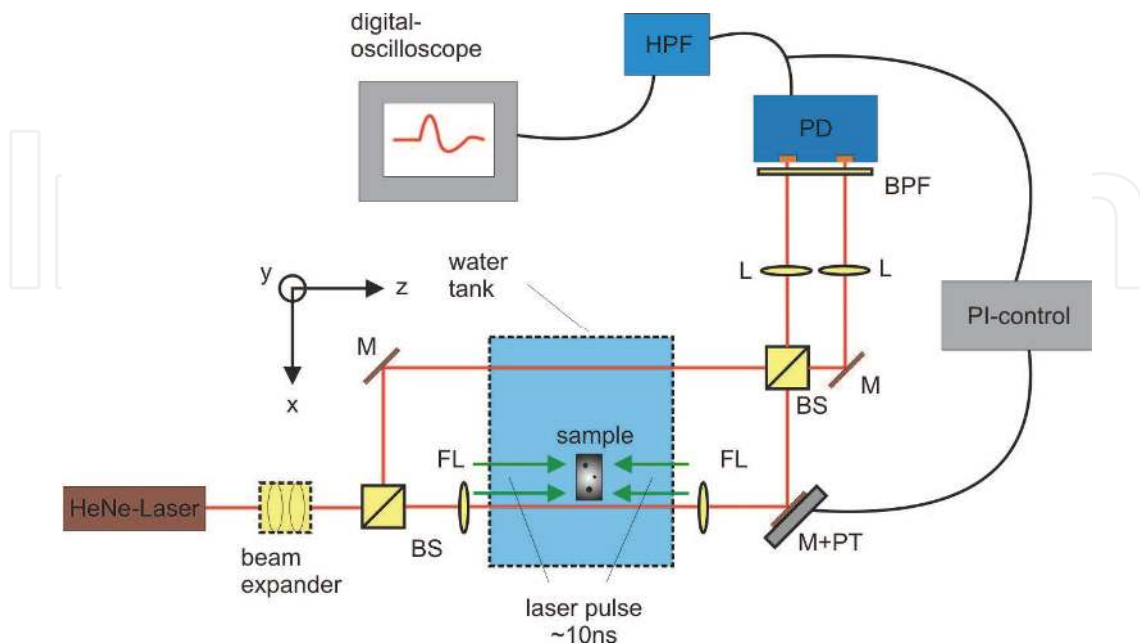 digital-
oscilloscope
HPF
PD
BPF
L
L
PI-control
y
z
x
water
tank
M
M
BS
sample
FL
FL
HeNe-Laser
BS
M+PT
beam
expander
laser pulse
~10ns